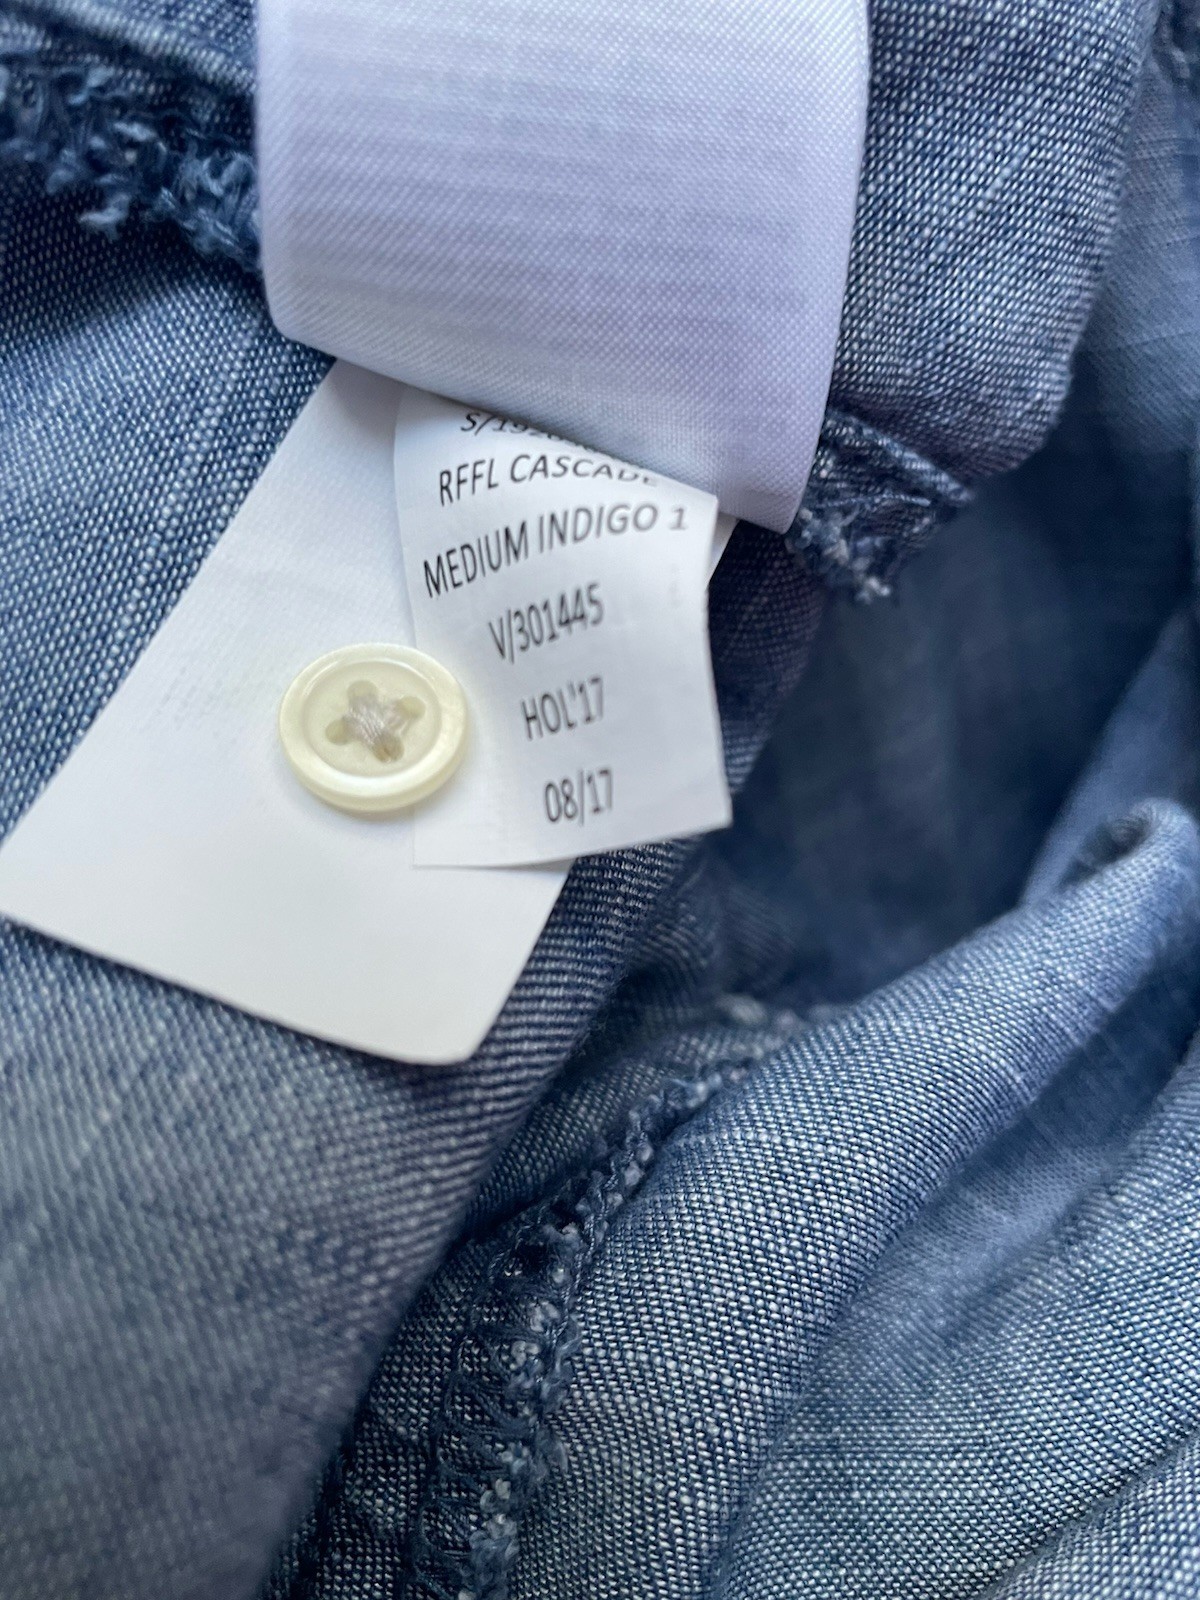 RFFL CASCADE
MEDIUM INDIGO 1
V/301445
HOL'17
08/17